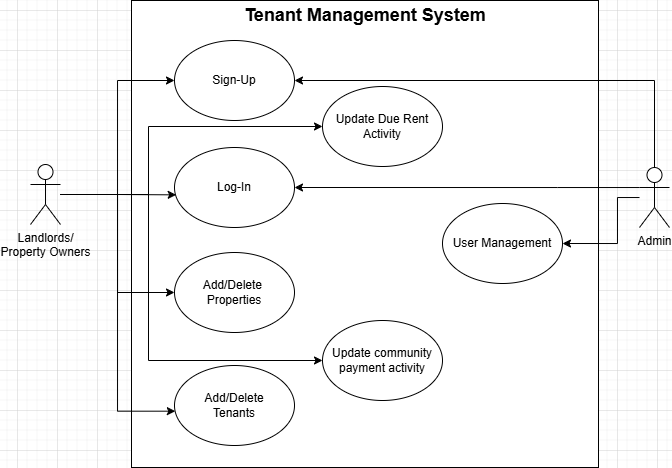 Tenant Management System
Sign-Up
Update Due Rent
Activity
Log-In
Landlords/
Property Owners
User Management
Admin
Add/Delete
Properties
Update community
payment activity
Add/Delete
Tenants